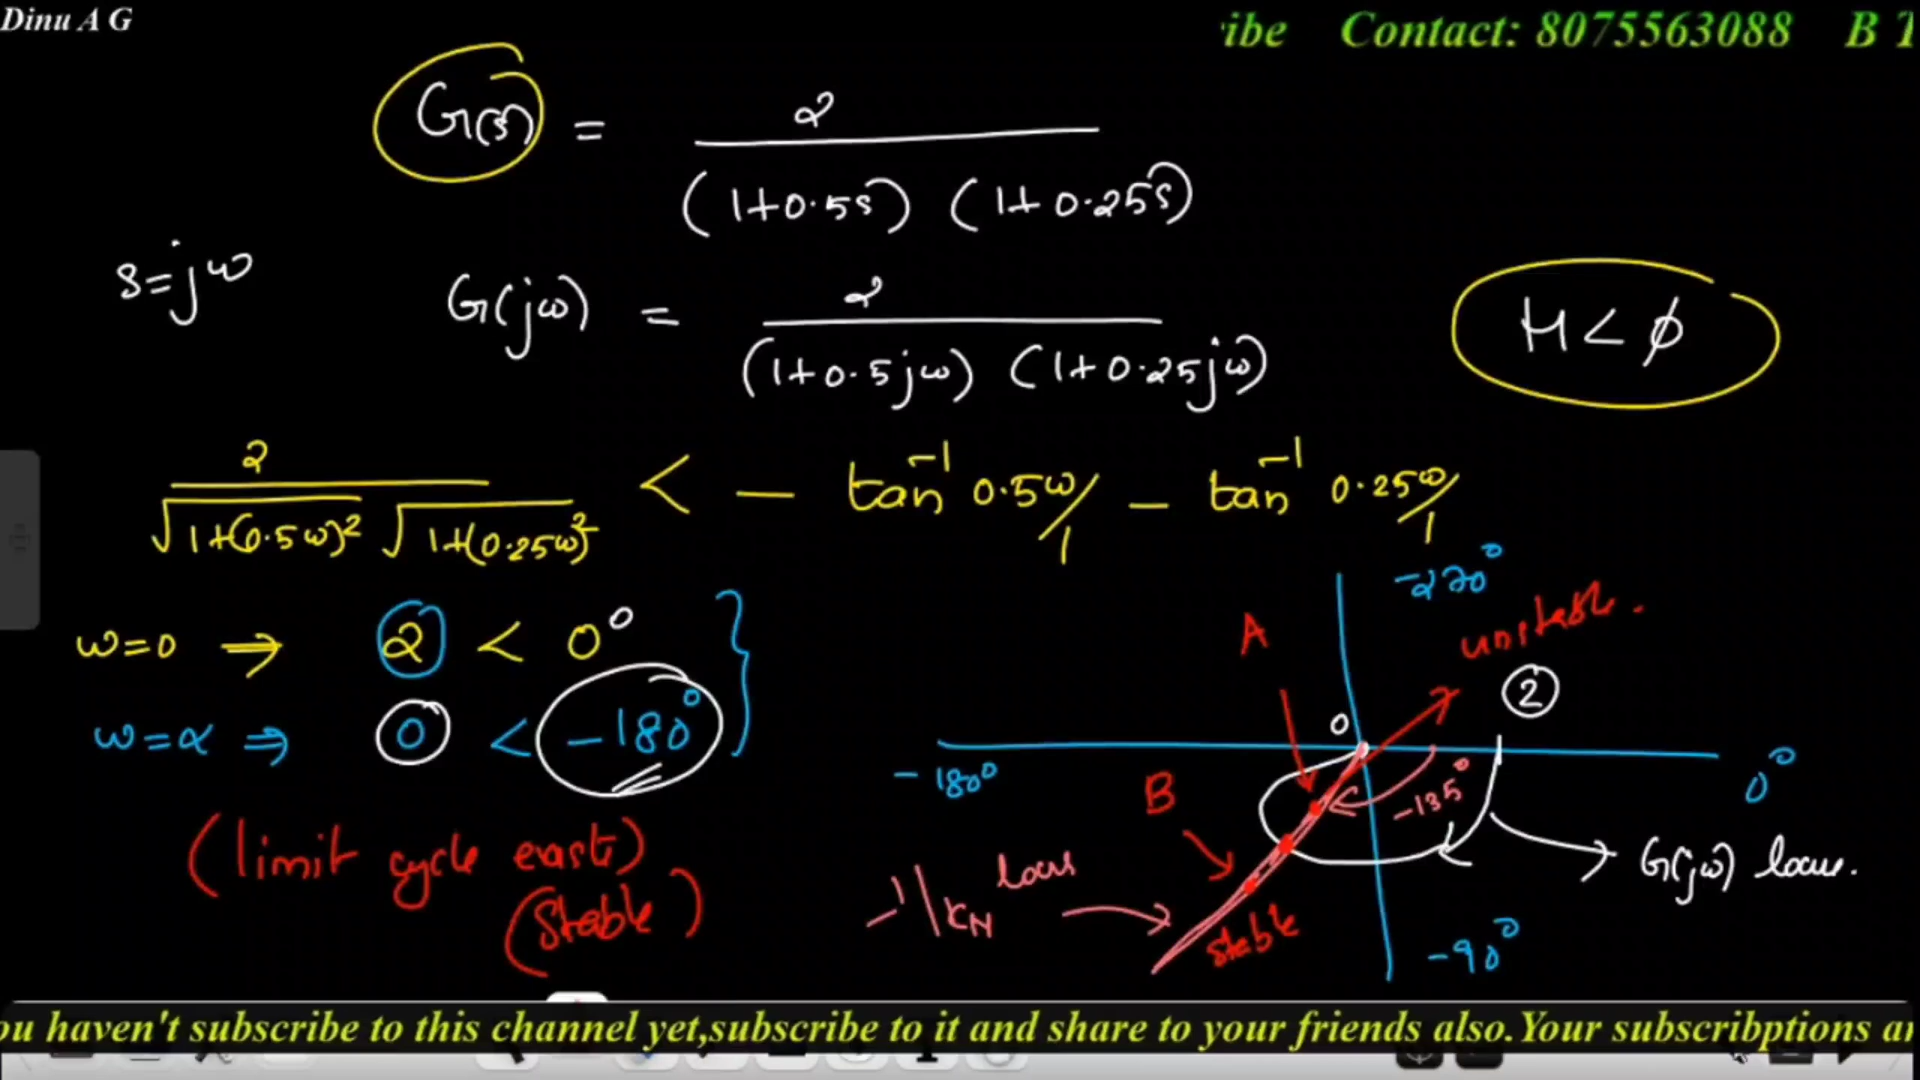 Dinu A G
ibe Contact: 8075563088 B T
G(s) = 2 / (1+0.5s) (1+0.25s)
s=jω
G(jω) = 2 / (1+0.5jω) (1+0.25jω)
M < φ
2 / √1+(0.5ω)² √1+(0.25ω)² < - tan⁻¹ 0.5ω/1 - tan⁻¹ 0.25ω/1
ω=0 ⇒ 2 < 0°
ω=α ⇒ 0 < -180°
(limit cycle exists)
(Stable)
-270°
A
unstable.
2
0
-180°
0°
B
-135°
-1/KN locus
G(jω) locus.
stable
-90°
ou haven't subscribe to this channel yet,subscribe to it and share to your friends also.Your subscribptions ar